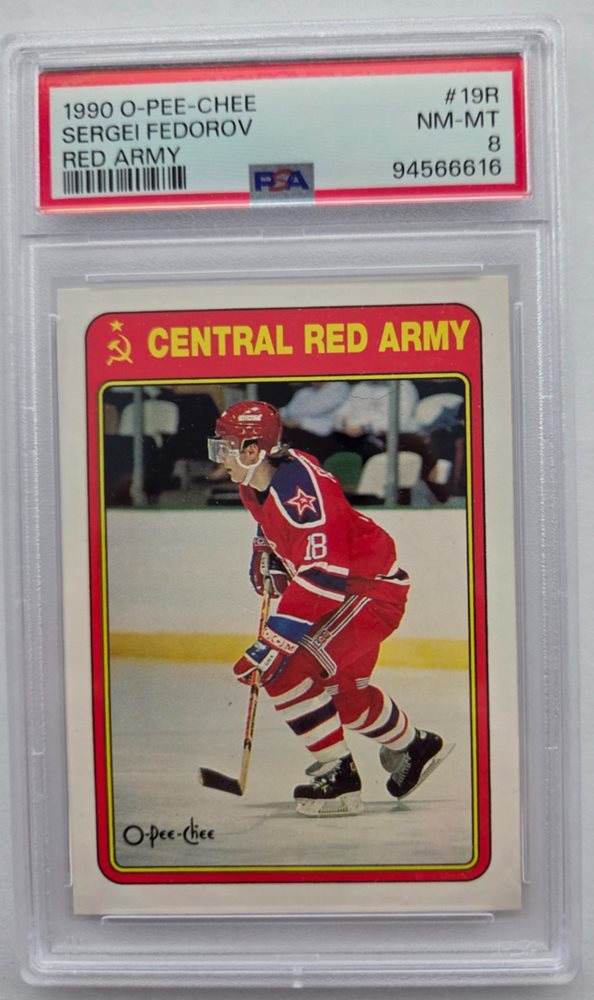 1990 O-PEE-CHEE #19R
SERGEI FEDOROV NM-MT
RED ARMY 8
PSA 94566616
CENTRAL RED ARMY
18
CCM
O-Pee-Chee